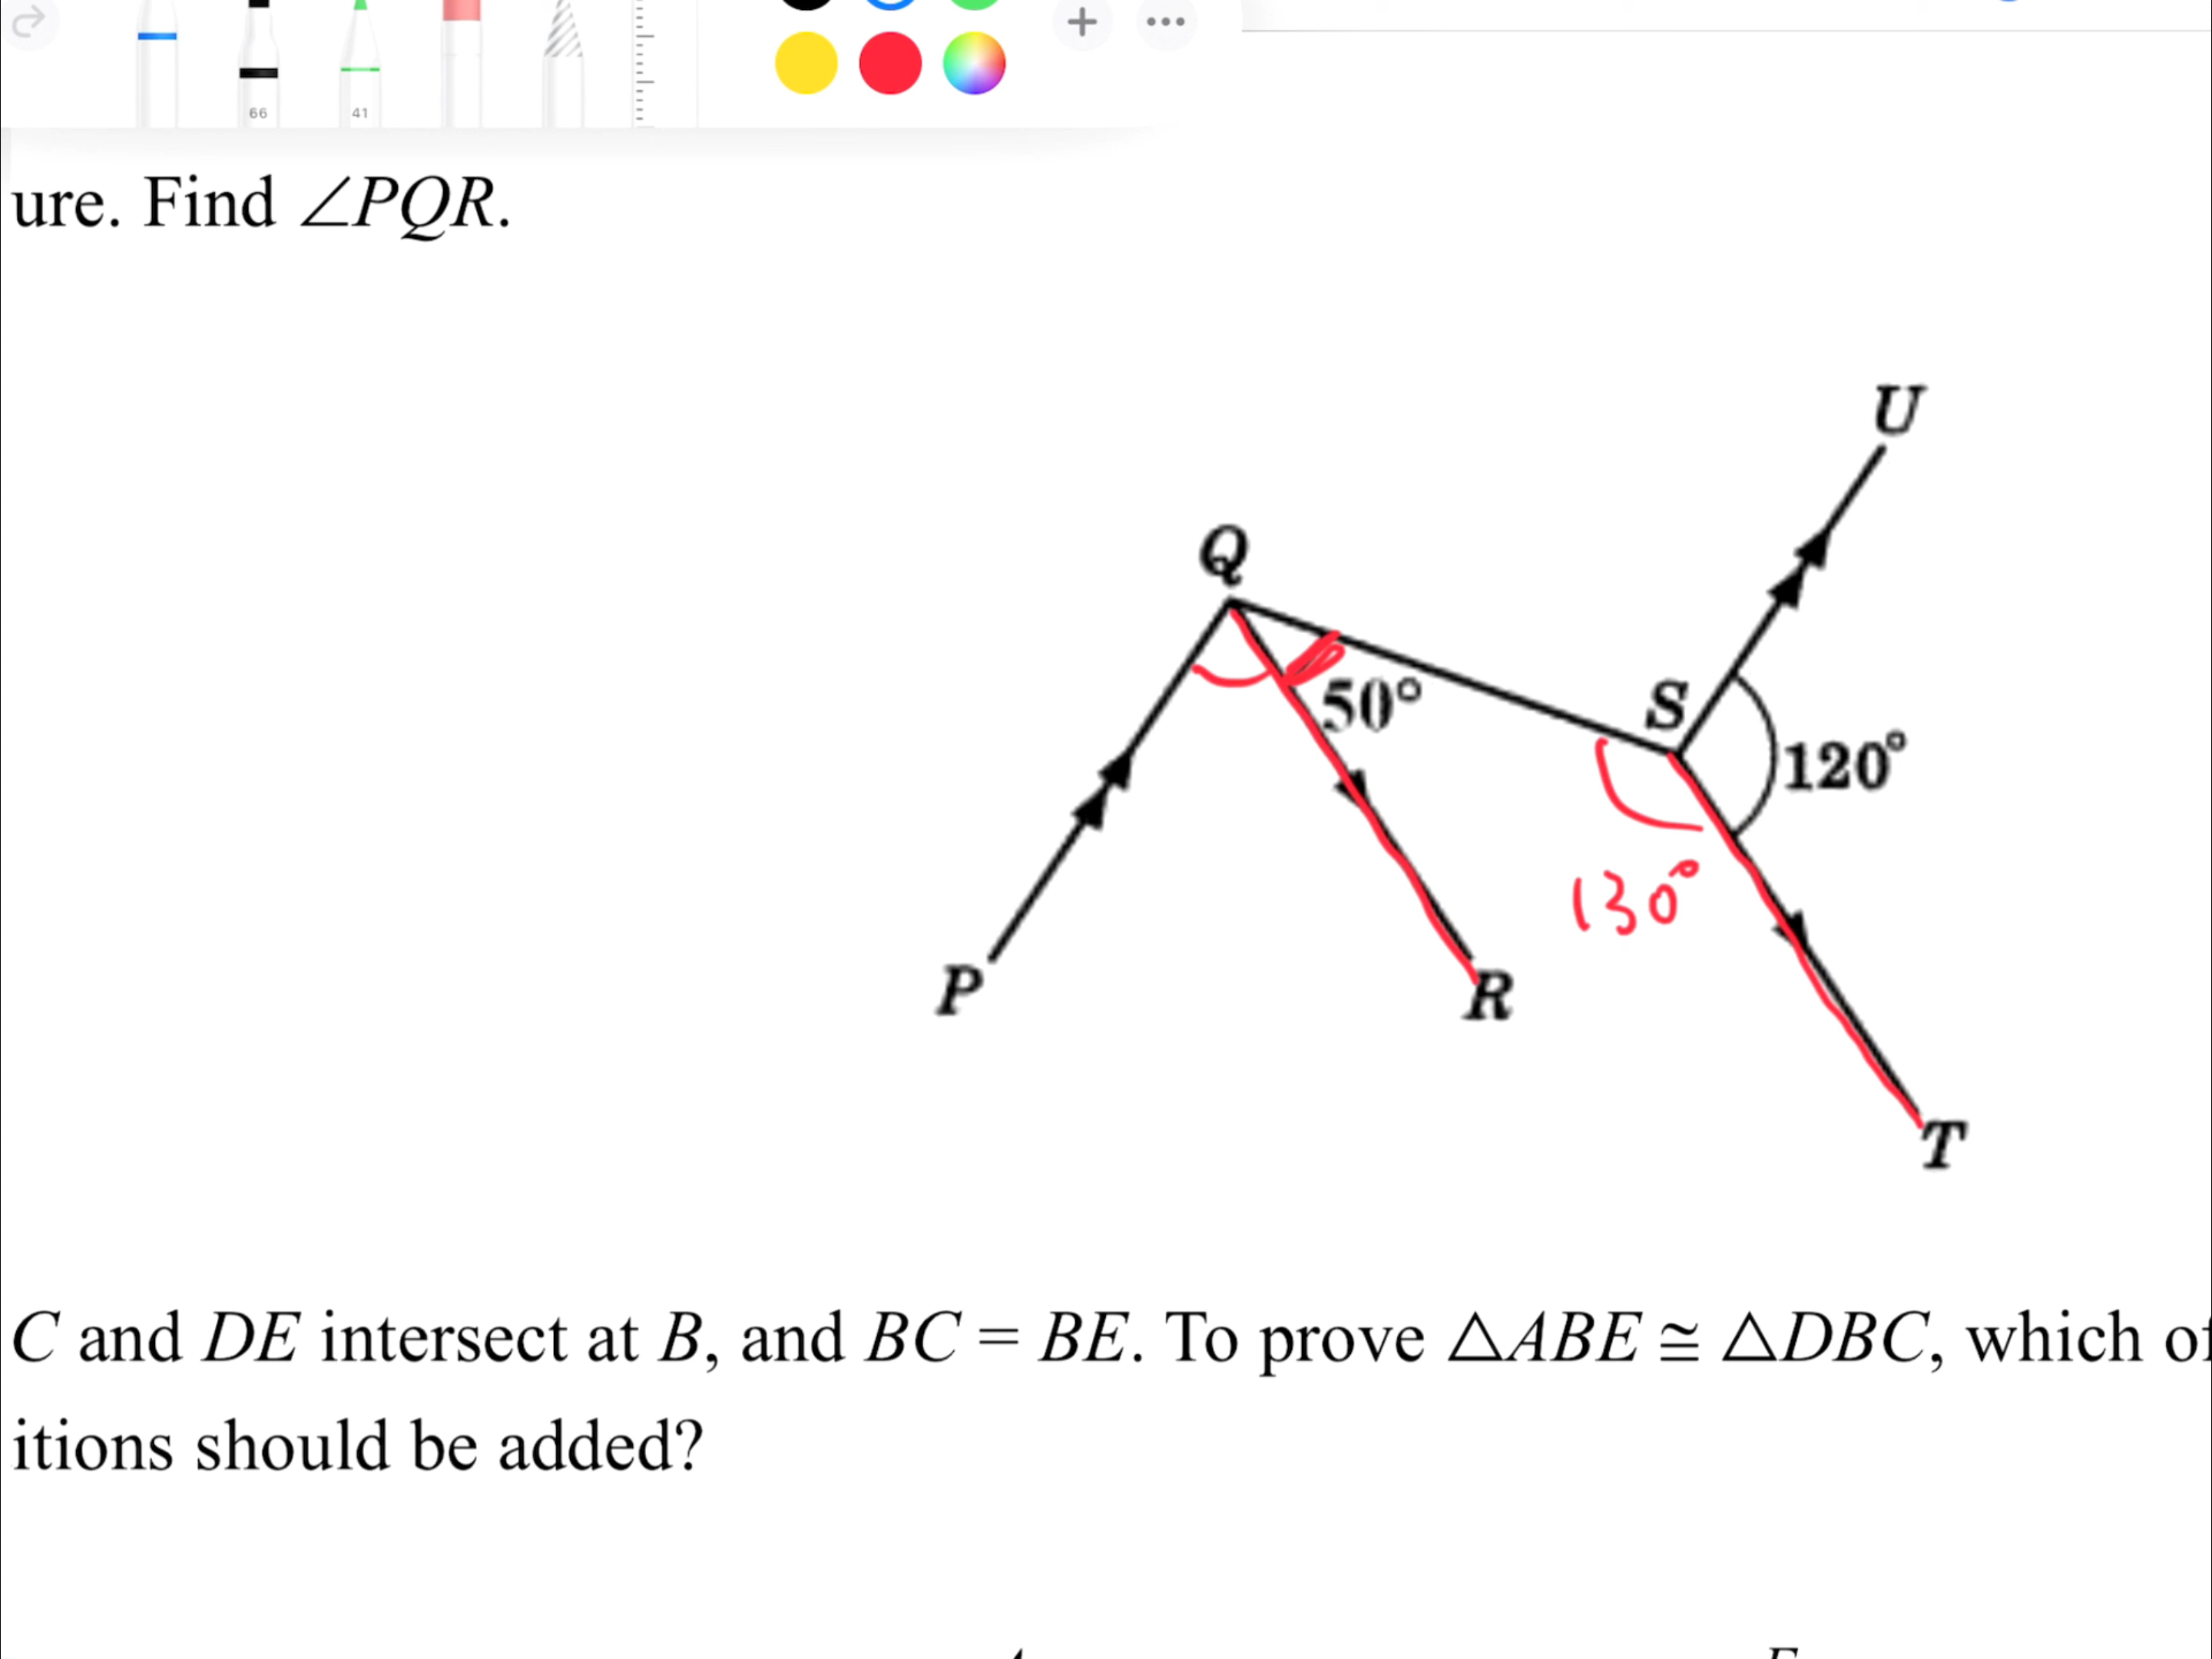 66 41
ure. Find ∠PQR.
U
Q
50°
S
120°
130°
P
R
T
C and DE intersect at B, and BC = BE. To prove △ABE ≅ △DBC, which of
itions should be added?